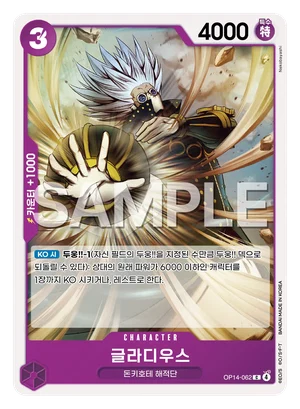 3
4000
특수
特
카운터 +1000
SAMPLE
KO 시 두웅!!-1(자신 필드의 두웅!!을 지정된 수만큼 두웅!! 덱으로
되돌릴 수 있다): 상대의 원래 파워가 6000 이하인 캐릭터를
1장까지 KO 시키거나, 레스트로 한다.
CHARACTER
글라디우스
돈키호테 해적단
OP14-062 C
BANDAI MADE IN KOREA